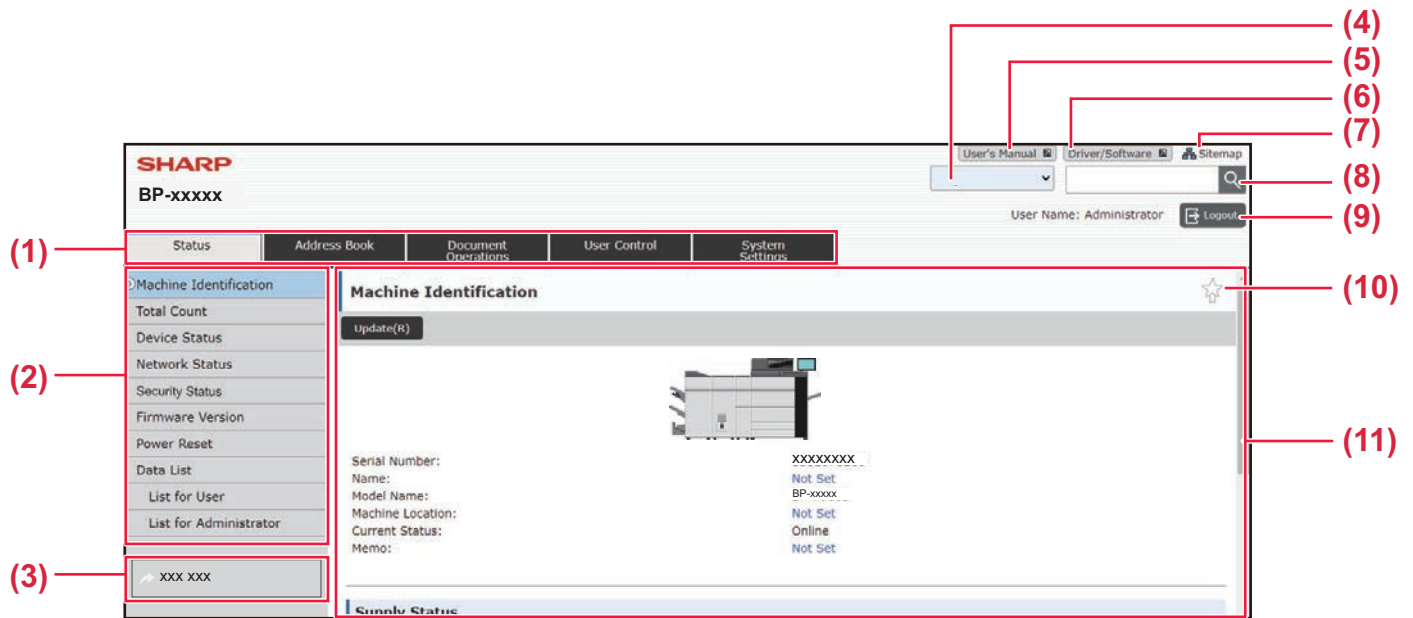 (4)
(5)
(6)
(7)
User's Manual Driver/Software Sitemap
SHARP
(8)
BP-xxxxx
User Name: Administrator Logout
(9)
(1)
Status Address Book Document Operations User Control System Settings
Machine Identification
Machine Identification
(10)
Total Count
Update(R)
Device Status
Network Status
(2)
Security Status
Firmware Version
Power Reset
(11)
Data List
Serial Number: XXXXXXXX
Name: Not Set
List for User
Model Name: BP-xxxxx
Machine Location: Not Set
List for Administrator
Current Status: Online
Memo: Not Set
(3)
xxx xxx
Supply Status